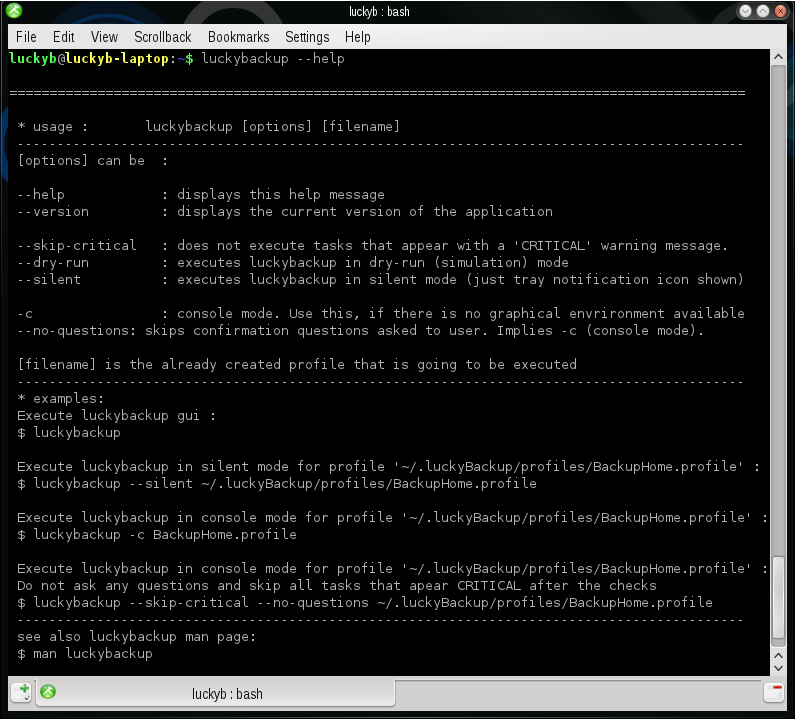 luckyb : bash
File Edit View Scrollback Bookmarks Settings Help
luckyb@luckyb-laptop:~$ luckybackup --help
============================================================================================
* usage :       luckybackup [options] [filename]
-------------------------------------------------------------------------------------------
[options] can be  :
--help            : displays this help message
--version         : displays the current version of the application
--skip-critical   : does not execute tasks that appear with a 'CRITICAL' warning message.
--dry-run         : executes luckybackup in dry-run (simulation) mode
--silent          : executes luckybackup in silent mode (just tray notification icon shown)
-c                : console mode. Use this, if there is no graphical envrironment available
--no-questions: skips confirmation questions asked to user. Implies -c (console mode).
[filename] is the already created profile that is going to be executed
-------------------------------------------------------------------------------------------
* examples:
Execute luckybackup gui :
$ luckybackup
Execute luckybackup in silent mode for profile '~/.luckyBackup/profiles/BackupHome.profile' :
$ luckybackup --silent ~/.luckyBackup/profiles/BackupHome.profile
Execute luckybackup in console mode for profile '~/.luckyBackup/profiles/BackupHome.profile' :
$ luckybackup -c BackupHome.profile
Execute luckybackup in console mode for profile '~/.luckyBackup/profiles/BackupHome.profile' :
Do not ask any questions and skip all tasks that apear CRITICAL after the checks
$ luckybackup --skip-critical --no-questions ~/.luckyBackup/profiles/BackupHome.profile
-------------------------------------------------------------------------------------------
see also luckybackup man page:
$ man luckybackup
luckyb : bash